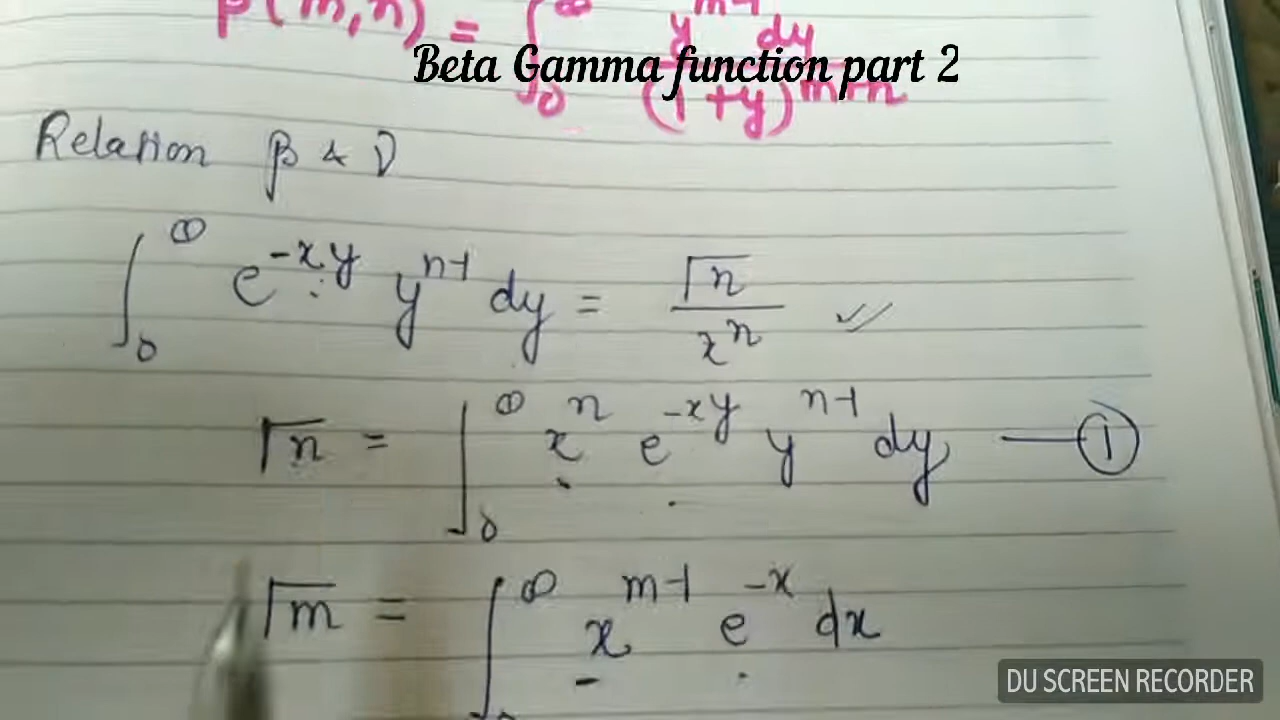 β(m,n) = ∫₀^∞ y^(m-1) dy / (1+y)^(m+n)
Beta Gamma function part 2
Relation β & Γ
∫₀^∞ e^(-xy) y^(n-1) dy = Γn / x^n ✓
Γn = ∫₀^∞ x^n e^(-xy) y^(n-1) dy — ①
Γm = ∫₀^∞ x^(m-1) e^(-x) dx
DU SCREEN RECORDER